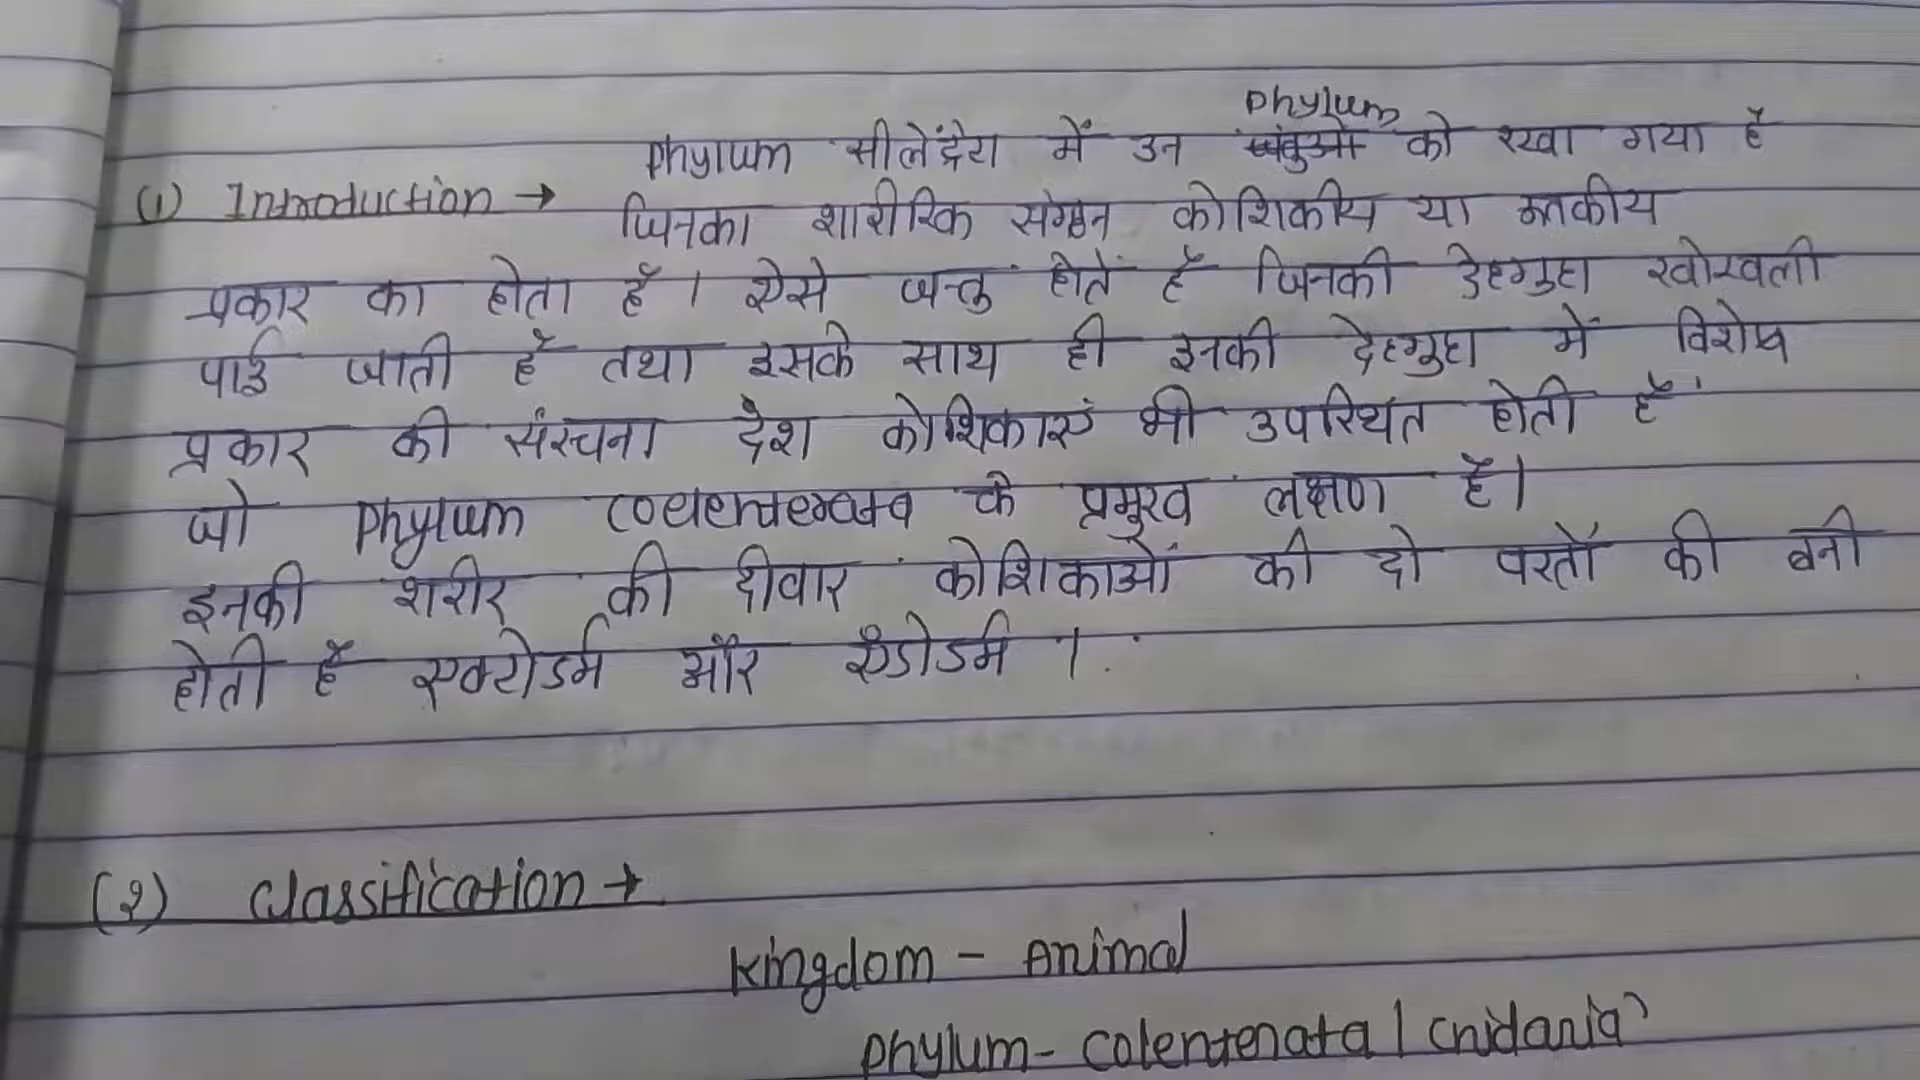 phylum
phylum सीलेंट्रेटा में उन जंतुओं को रखा गया है
(1) Introduction → जिनका शारीरिक संगठन कोशिकीय या ऊतकीय
प्रकार का होता है । ऐसे जन्तु होते हैं जिनकी देहगुहा खोखली
पाई जाती है तथा इसके साथ ही इनकी देहगुहा में विशेष
प्रकार की संरचना दंश कोशिकाएं भी उपस्थित होती हैं
जो phylum coelenterata के प्रमुख लक्षण है।
इनकी शरीर की दीवार कोशिकाओं की दो परतों की बनी
होती है एक्टोडर्म और एंडोडर्म ।
(2) Classification →
Kingdom - Animal
Phylum - Colenterata / Cnidaria